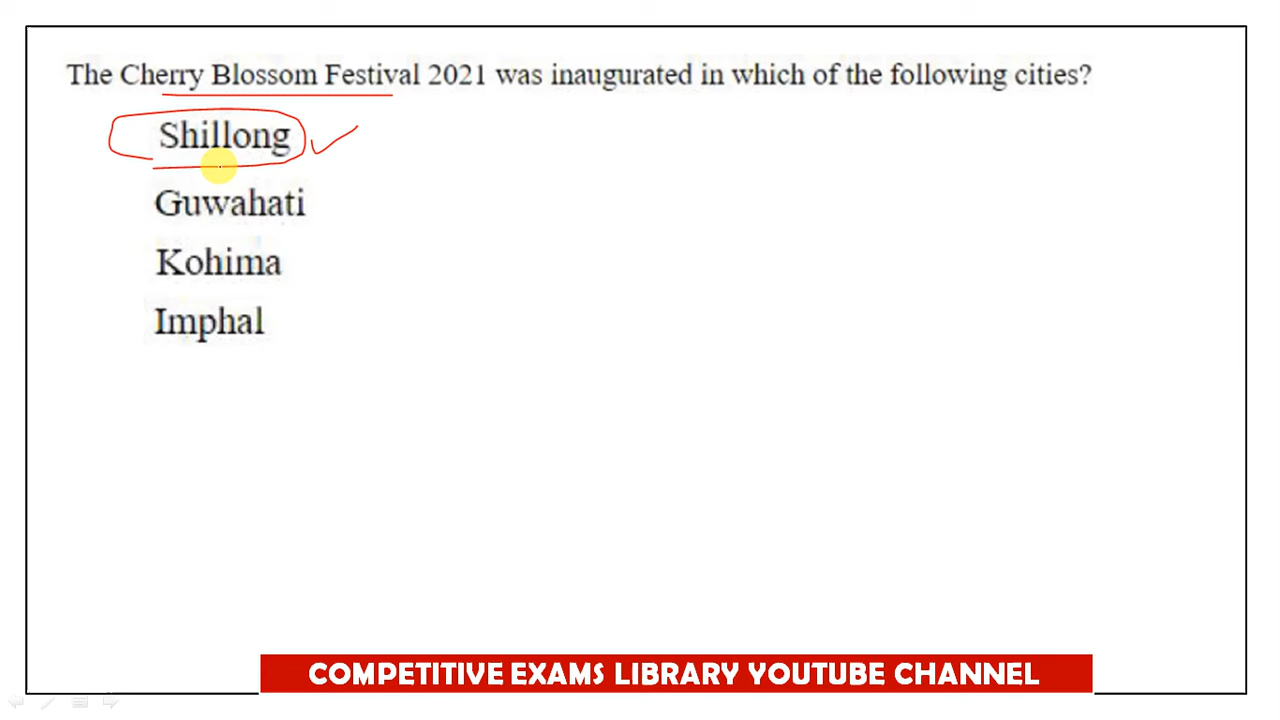 The Cherry Blossom Festival 2021 was inaugurated in which of the following cities?
Shillong
Guwahati
Kohima
Imphal
COMPETITIVE EXAMS LIBRARY YOUTUBE CHANNEL